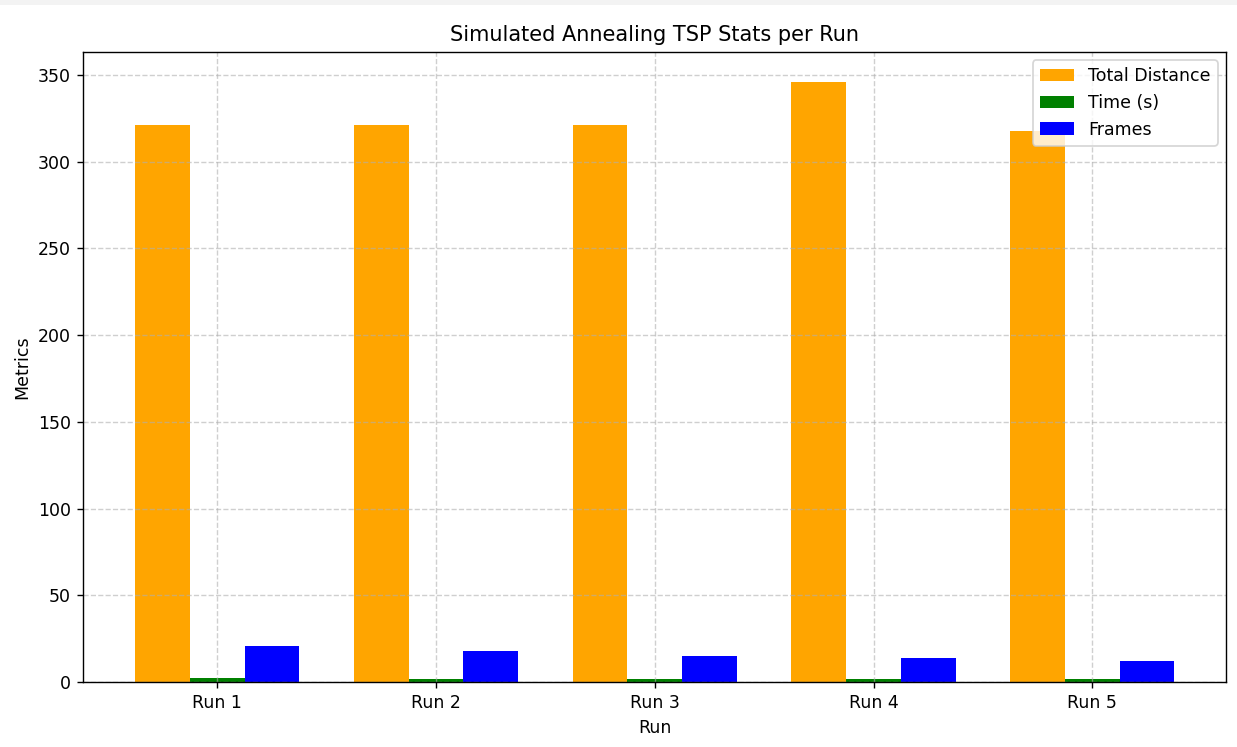 Simulated Annealing TSP Stats per Run
350
300
250
200
150
100
50
0
Metrics
Total Distance
Time (s)
Frames
Run 1
Run 2
Run 3
Run 4
Run 5
Run